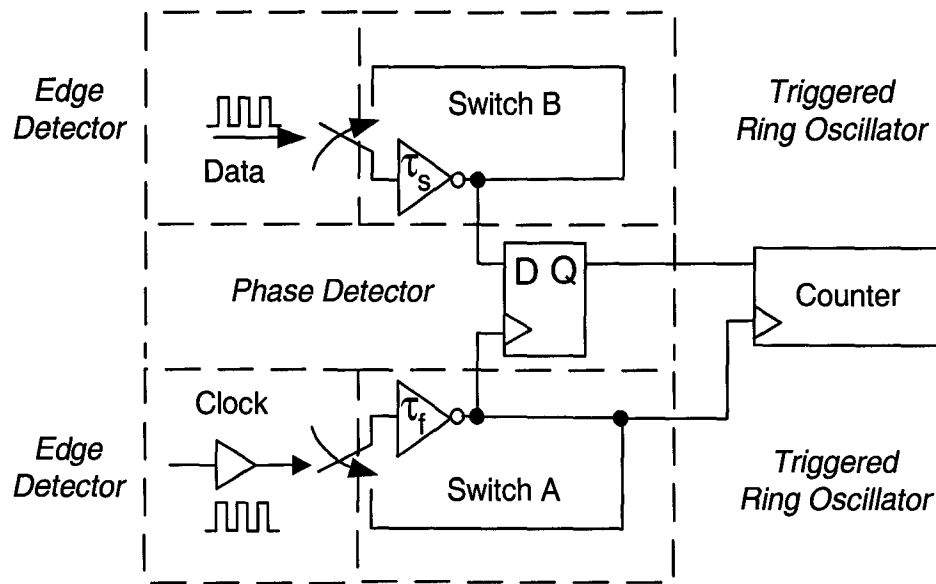 Edge
Detector
Data
Switch B
τs
Triggered
Ring Oscillator
Phase Detector
D Q
Counter
Clock
τf
Edge
Detector
Switch A
Triggered
Ring Oscillator